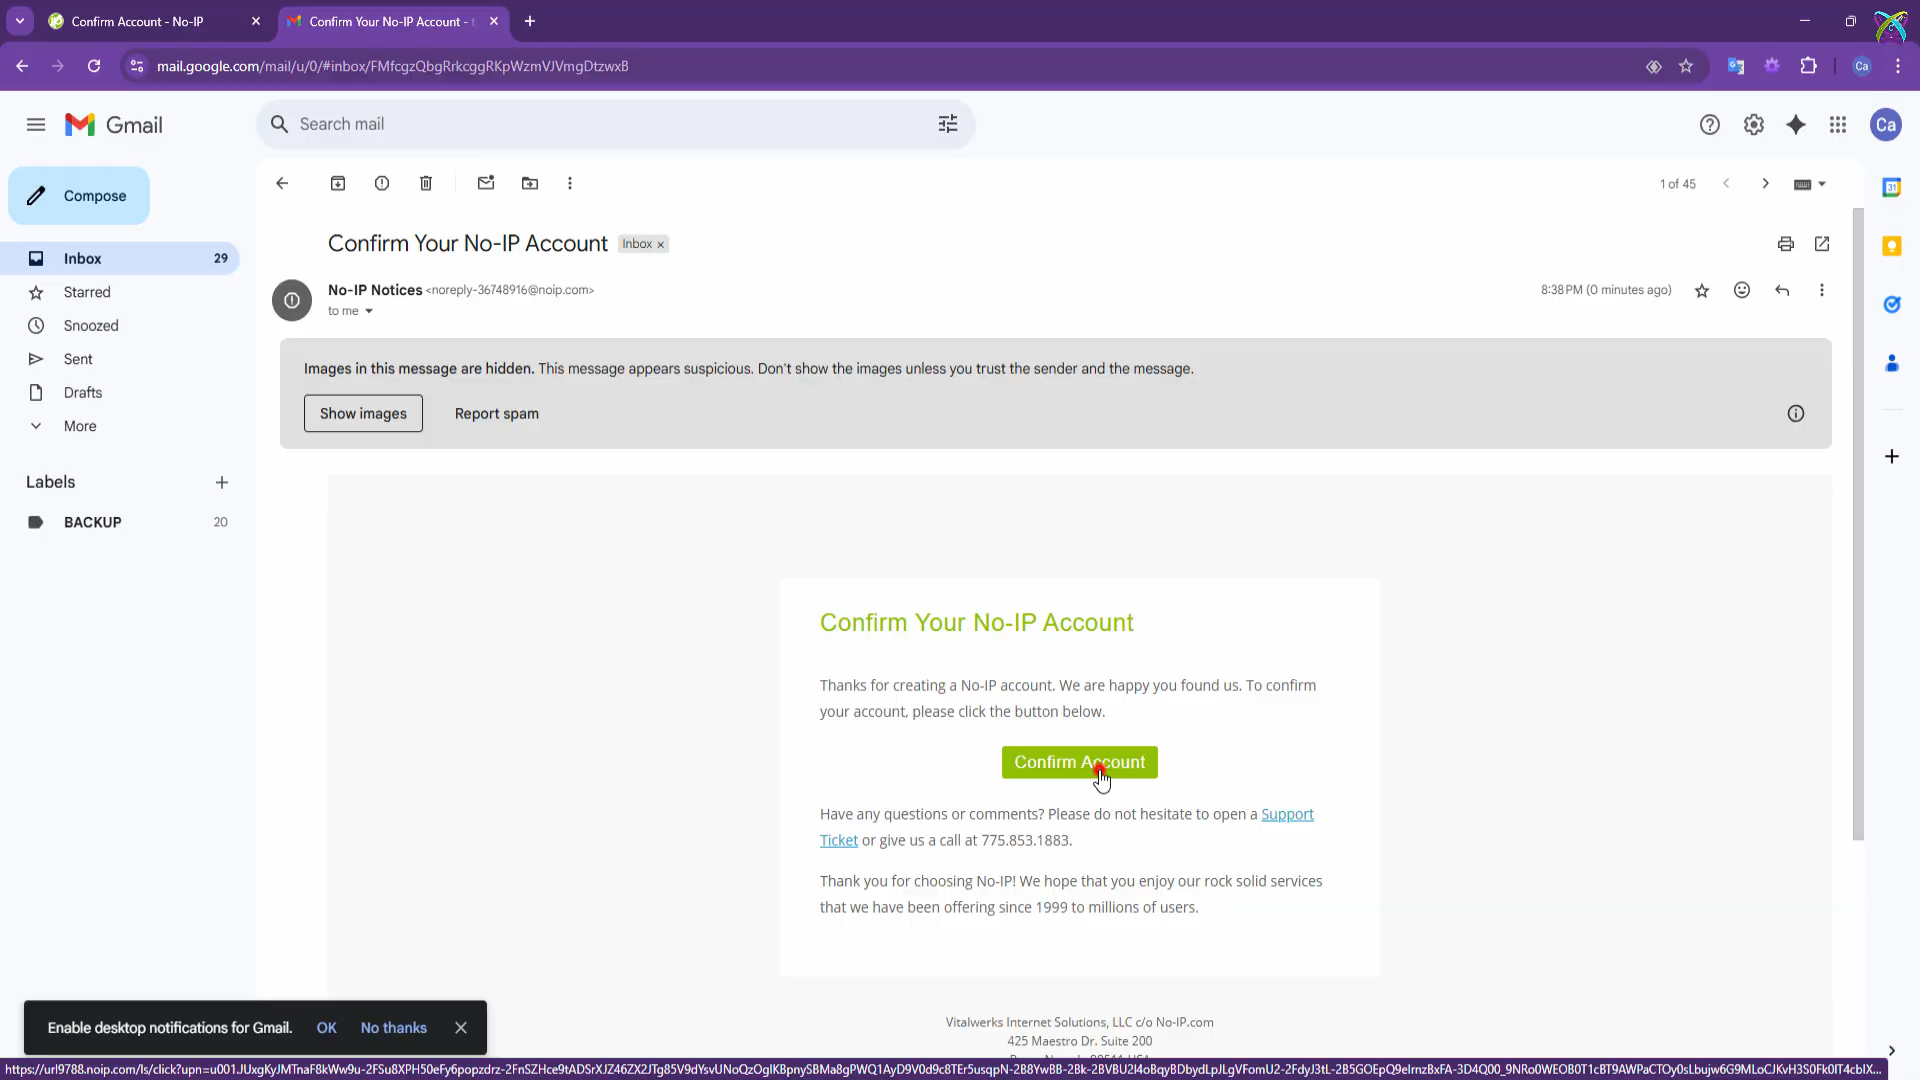 Confirm Account - No-IP
Confirm Your No-IP Account -
mail.google.com/mail/u/0/#inbox/FMfcgzQbgRrkcggRKpWzmVJVmgDtzwxB
Ca
Gmail
Search mail
Ca
Compose
1 of 45
Confirm Your No-IP Account
Inbox ×
Inbox 29
Starred
No-IP Notices <noreply-36748916@noip.com>
8:38 PM (0 minutes ago)
to me
Snoozed
Sent
Images in this message are hidden. This message appears suspicious. Don't show the images unless you trust the sender and the message.
Drafts
Show images
Report spam
More
Labels
BACKUP 20
Confirm Your No-IP Account
Thanks for creating a No-IP account. We are happy you found us. To confirm
your account, please click the button below.
Confirm Account
Have any questions or comments? Please do not hesitate to open a Support
Ticket or give us a call at 775.853.1883.
Thank you for choosing No-IP! We hope that you enjoy our rock solid services
that we have been offering since 1999 to millions of users.
Enable desktop notifications for Gmail.
OK
No thanks
Vitalwerks Internet Solutions, LLC c/o No-IP.com
425 Maestro Dr. Suite 200